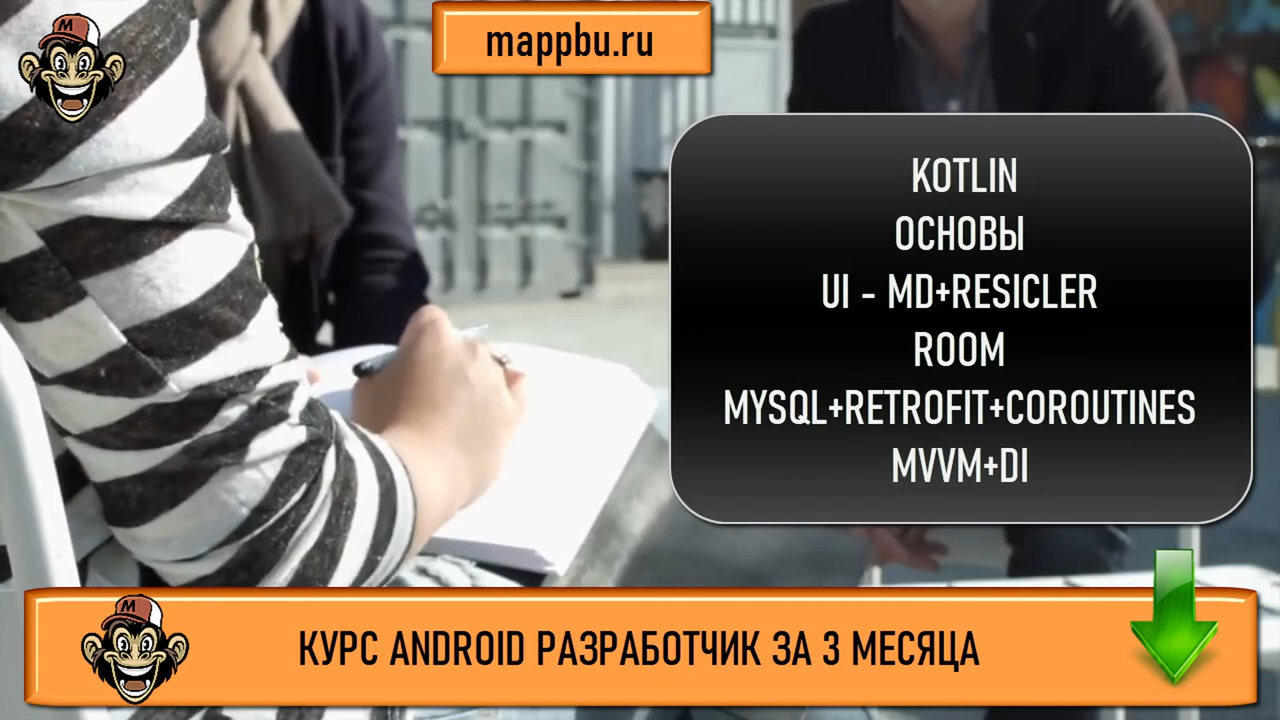 M
mappbu.ru
KOTLIN
ОСНОВЫ
UI - MD+RESICLER
ROOM
MYSQL+RETROFIT+COROUTINES
MVVM+DI
M
КУРС ANDROID РАЗРАБОТЧИК ЗА 3 МЕСЯЦА